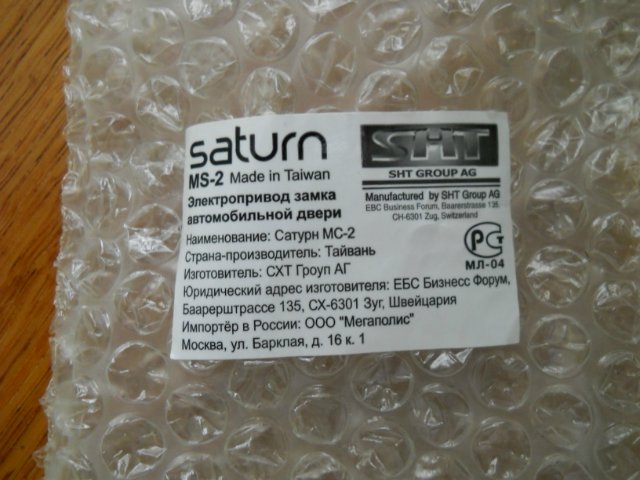 saturn
MS-2 Made in Taiwan
Электропривод замка
автомобильной двери
SHT
SHT GROUP AG
Manufactured by SHT Group AG
EBC Business Forum, Baarerstrasse 135.
CH-6301 Zug, Switzerland
Наименование: Сатурн МС-2
Страна-производитель: Тайвань
Изготовитель: СХТ Гроуп АГ
Юридический адрес изготовителя: ЕБС Бизнесс Форум,
Баарерштрассе 135, СХ-6301 Зуг, Швейцария
Импортёр в России: ООО "Мегаполис"
Москва, ул. Барклая, д. 16 к. 1
РСТ
МЛ-04